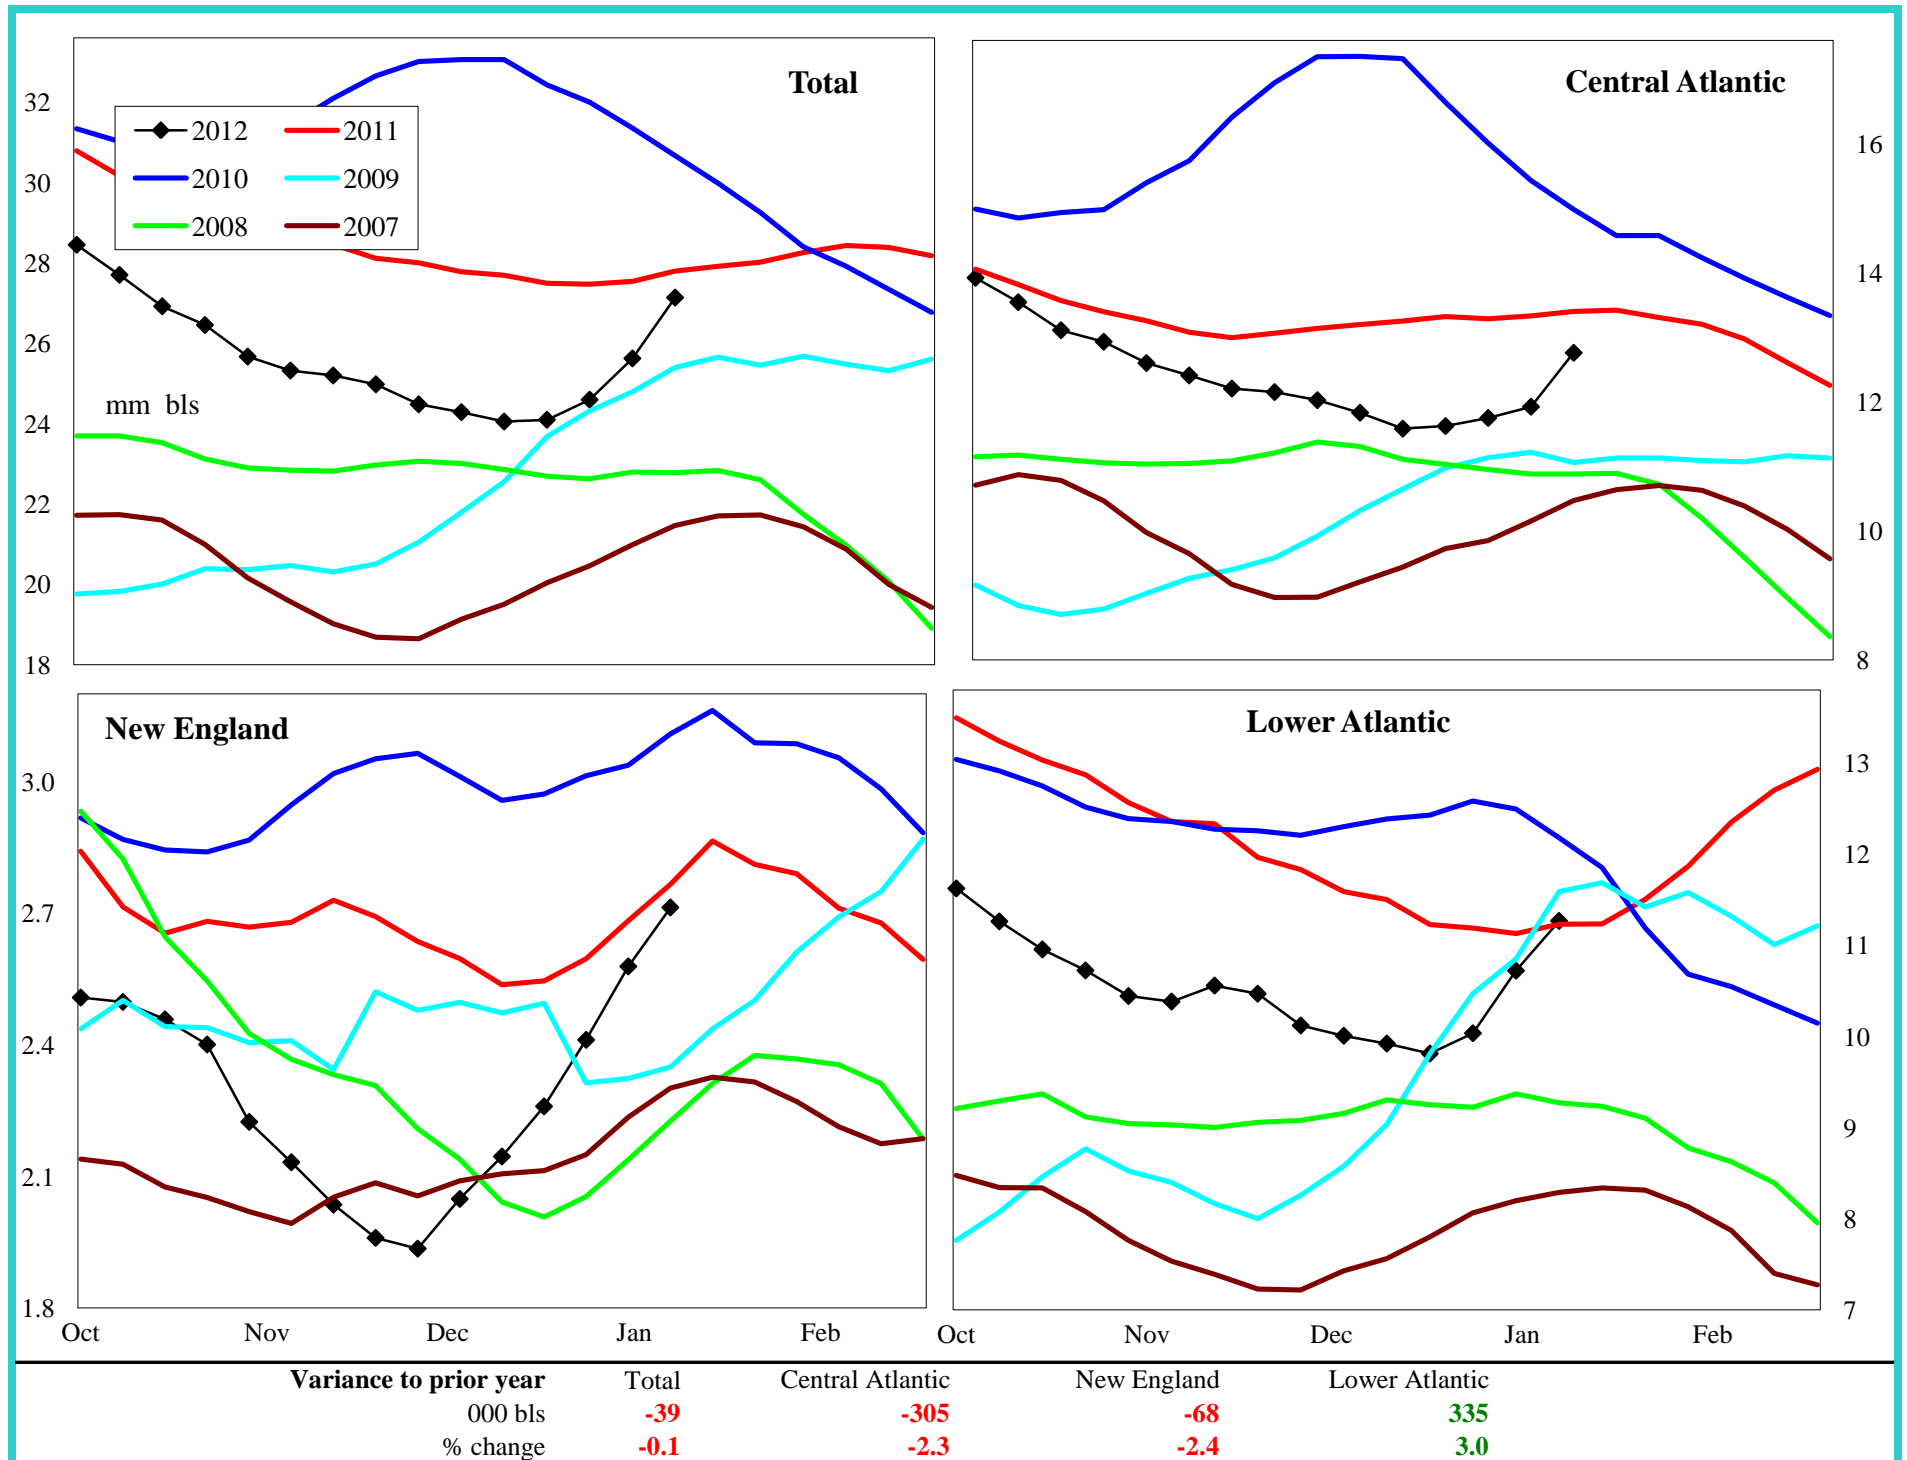 Total
32
30
28
26
24
22
20
18
2012 2011
2010 2009
2008 2007
mm bls
Central Atlantic
16
14
12
10
8
New England
3.0
2.7
2.4
2.1
1.8
Oct Nov Dec Jan Feb
Lower Atlantic
13
12
11
10
9
8
7
Oct Nov Dec Jan Feb
Variance to prior year Total Central Atlantic New England Lower Atlantic
000 bls -39 -305 -68 335
% change -0.1 -2.3 -2.4 3.0